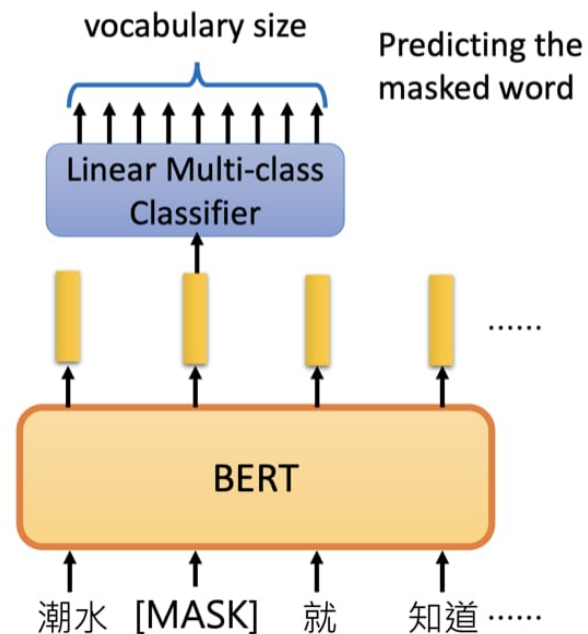 vocabulary size
Predicting the
masked word
Linear Multi-class
Classifier
······
BERT
潮水 [MASK] 就 知道 ······